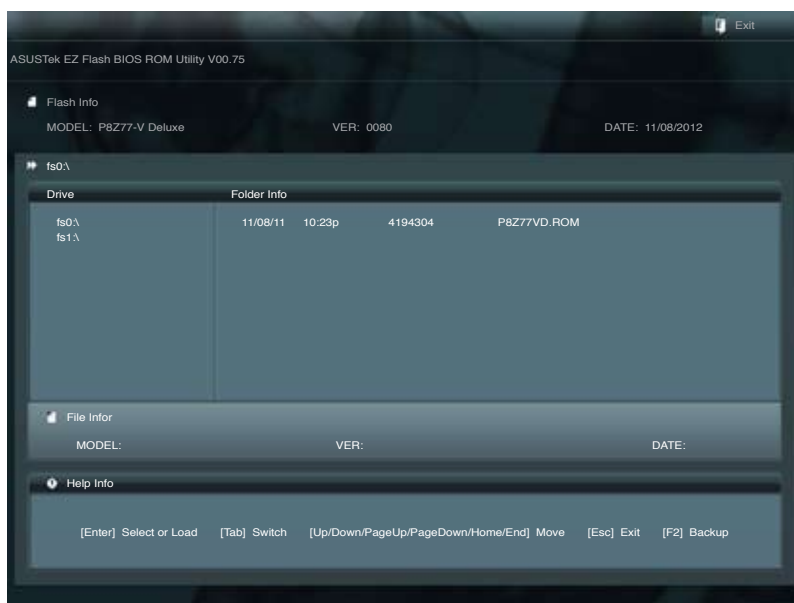 Exit
ASUSTek EZ Flash BIOS ROM Utility V00.75
Flash Info
MODEL: P8Z77-V Deluxe VER: 0080 DATE: 11/08/2012
fs0:\
Drive Folder Info
fs0:\ 11/08/11 10:23p 4194304 P8Z77VD.ROM
fs1:\
File Infor
MODEL: VER: DATE:
Help Info
[Enter] Select or Load [Tab] Switch [Up/Down/PageUp/PageDown/Home/End] Move [Esc] Exit [F2] Backup